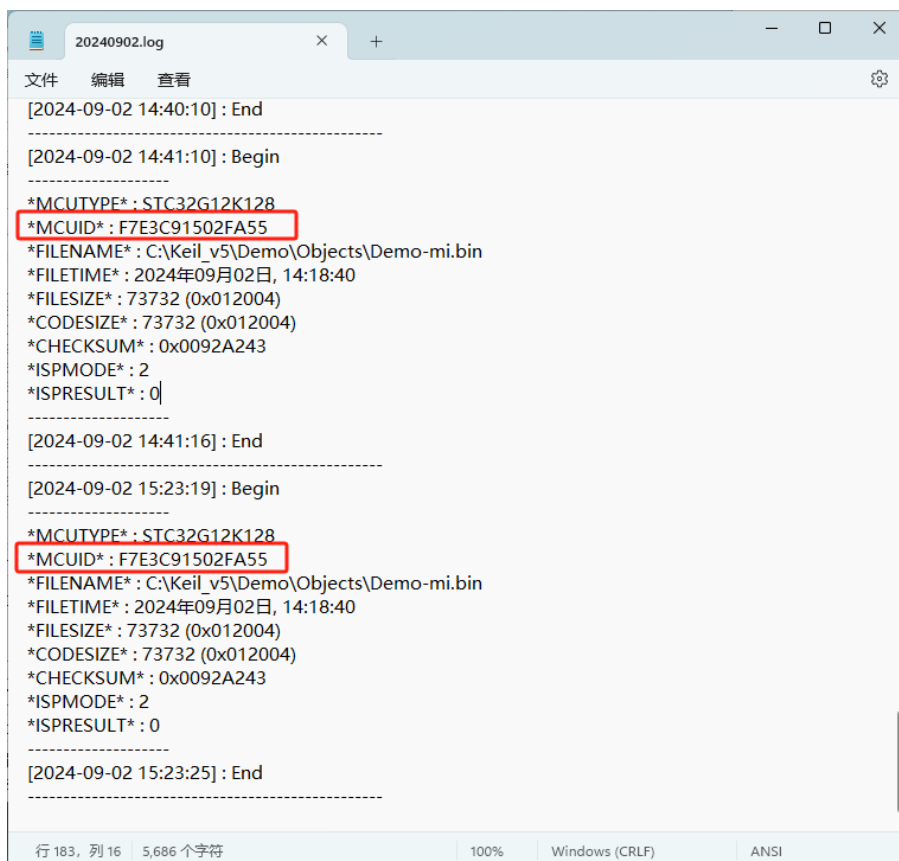 20240902.log
文件 编辑 查看
[2024-09-02 14:40:10] : End
--------------------------------------------------
[2024-09-02 14:41:10] : Begin
--------------------
*MCUTYPE* : STC32G12K128
*MCUID* : F7E3C91502FA55
*FILENAME* : C:\Keil_v5\Demo\Objects\Demo-mi.bin
*FILETIME* : 2024年09月02日, 14:18:40
*FILESIZE* : 73732 (0x012004)
*CODESIZE* : 73732 (0x012004)
*CHECKSUM* : 0x0092A243
*ISPMODE* : 2
*ISPRESULT* : 0
--------------------
[2024-09-02 14:41:16] : End
--------------------------------------------------
[2024-09-02 15:23:19] : Begin
--------------------
*MCUTYPE* : STC32G12K128
*MCUID* : F7E3C91502FA55
*FILENAME* : C:\Keil_v5\Demo\Objects\Demo-mi.bin
*FILETIME* : 2024年09月02日, 14:18:40
*FILESIZE* : 73732 (0x012004)
*CODESIZE* : 73732 (0x012004)
*CHECKSUM* : 0x0092A243
*ISPMODE* : 2
*ISPRESULT* : 0
--------------------
[2024-09-02 15:23:25] : End
--------------------------------------------------
行 183，列 16 5,686 个字符 100% Windows (CRLF) ANSI